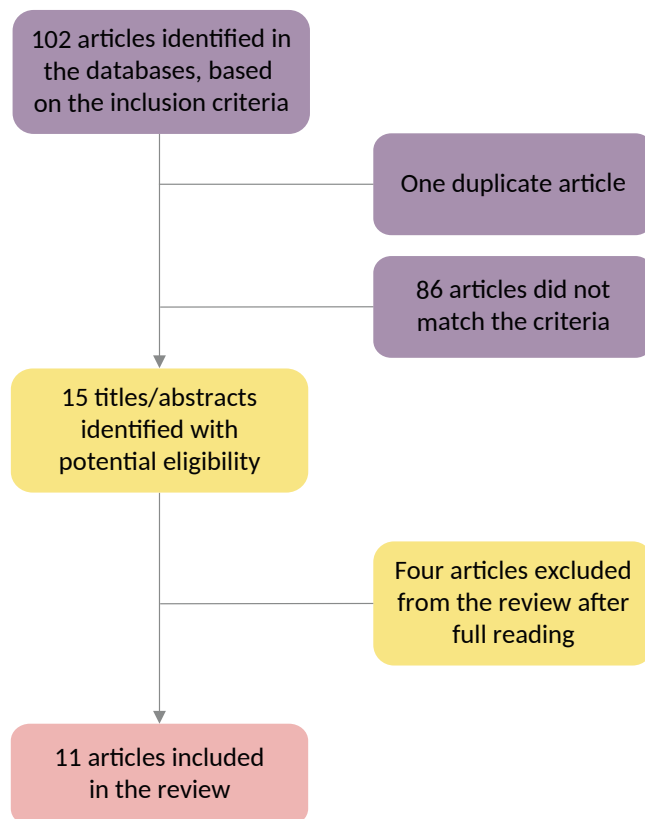 102 articles identified in
the databases, based
on the inclusion criteria
One duplicate article
86 articles did not
match the criteria
15 titles/abstracts
identified with
potential eligibility
Four articles excluded
from the review after
full reading
11 articles included
in the review